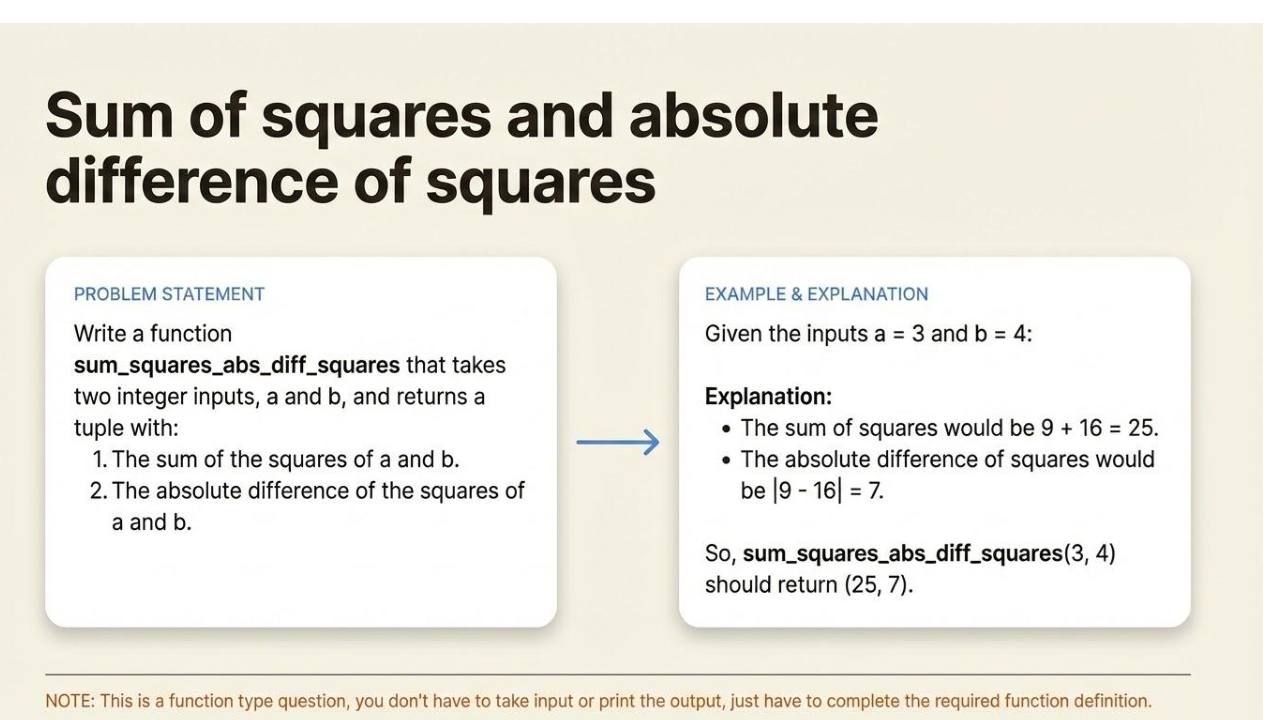 Sum of squares and absolute
difference of squares
PROBLEM STATEMENT
Write a function
sum_squares_abs_diff_squares that takes
two integer inputs, a and b, and returns a
tuple with:
1. The sum of the squares of a and b.
2. The absolute difference of the squares of
a and b.
EXAMPLE & EXPLANATION
Given the inputs a = 3 and b = 4:
Explanation:
• The sum of squares would be 9 + 16 = 25.
• The absolute difference of squares would
be |9 - 16| = 7.
So, sum_squares_abs_diff_squares(3, 4)
should return (25, 7).
NOTE: This is a function type question, you don't have to take input or print the output, just have to complete the required function definition.